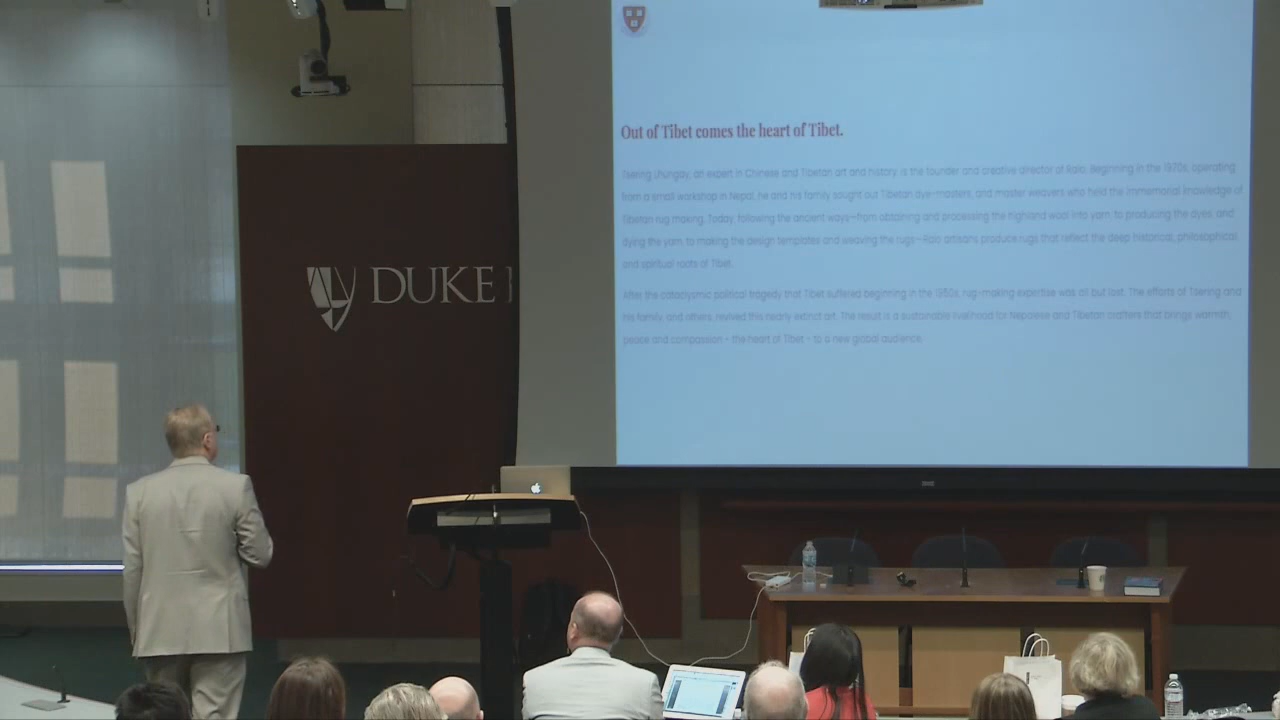 Out of Tibet comes the heart of Tibet.
Tsering Lhungay, an expert in Chinese and Tibetan art and history, is the founder and creative director of Ralo. Beginning in the 1970s, operating
from a small workshop in Nepal, he and his family sought out Tibetan dye-masters, and master weavers who held the immemorial knowledge of
Tibetan rug making. Today, following the ancient ways—from obtaining and processing the highland wool into yarn, to producing the dyes, and
dying the yarn, to making the design templates and weaving the rugs—Ralo artisans produce rugs that reflect the deep historical, philosophical
and spiritual roots of Tibet.
After the cataclysmic political tragedy that Tibet suffered beginning in the 1950s, rug-making expertise was all but lost. The efforts of Tsering and
his family, and others, revived this nearly extinct art. The result is a sustainable livelihood for Nepalese and Tibetan crafters that brings warmth,
peace and compassion - the heart of Tibet - to a new global audience.
DUKE